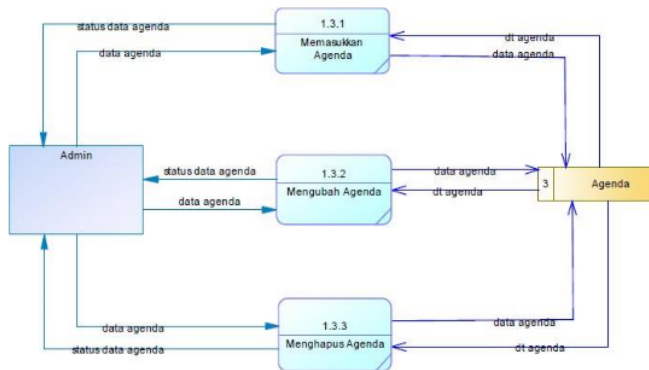 1.3.1
status data agenda
Memasukkan
Agenda
dt agenda
data agenda
data agenda
Admin
1.3.2
status data agenda
Mengubah Agenda
data agenda
data agenda
dt agenda
3
Agenda
1.3.3
data agenda
Menghapus Agenda
data agenda
status data agenda
dt agenda